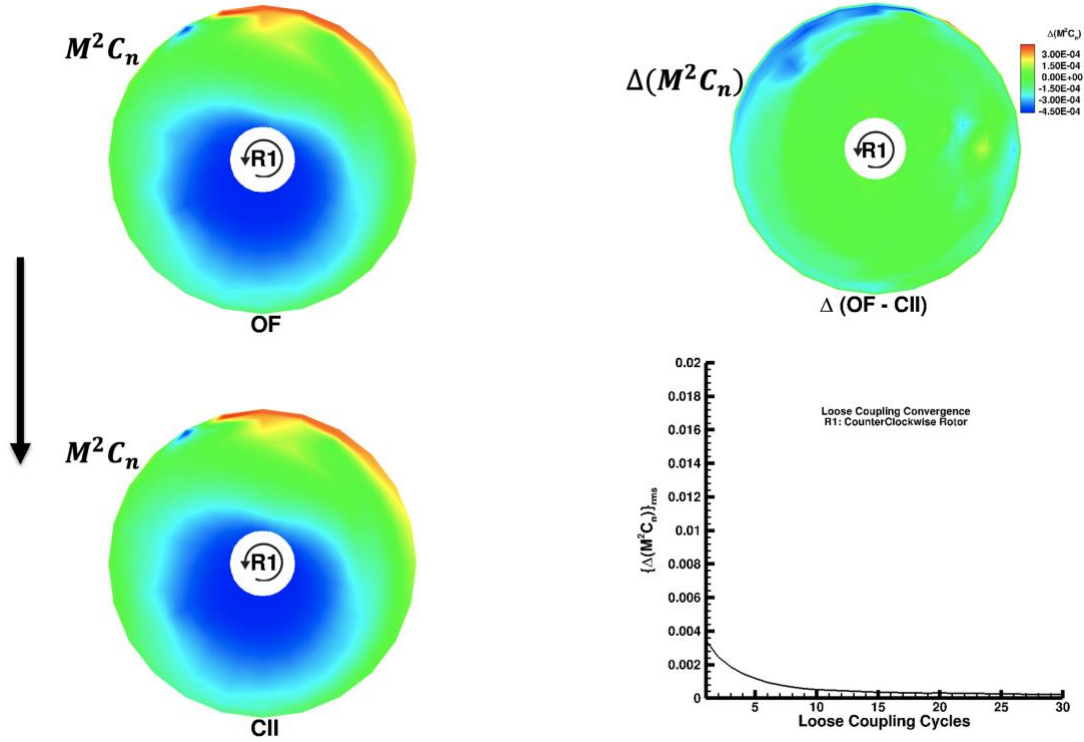 M²Cₙ
R1
OF
Δ(M²Cₙ)
R1
Δ (OF - CII)
Δ(M²Cₙ)
3.00E-04
1.50E-04
0.00E+00
-1.50E-04
-3.00E-04
-4.50E-04
M²Cₙ
R1
CII
Loose Coupling Convergence
R1: CounterClockwise Rotor
{Δ(M²Cₙ)}rms
0.02
0.018
0.016
0.014
0.012
0.01
0.008
0.006
0.004
0.002
0
5
10
15
20
25
30
Loose Coupling Cycles